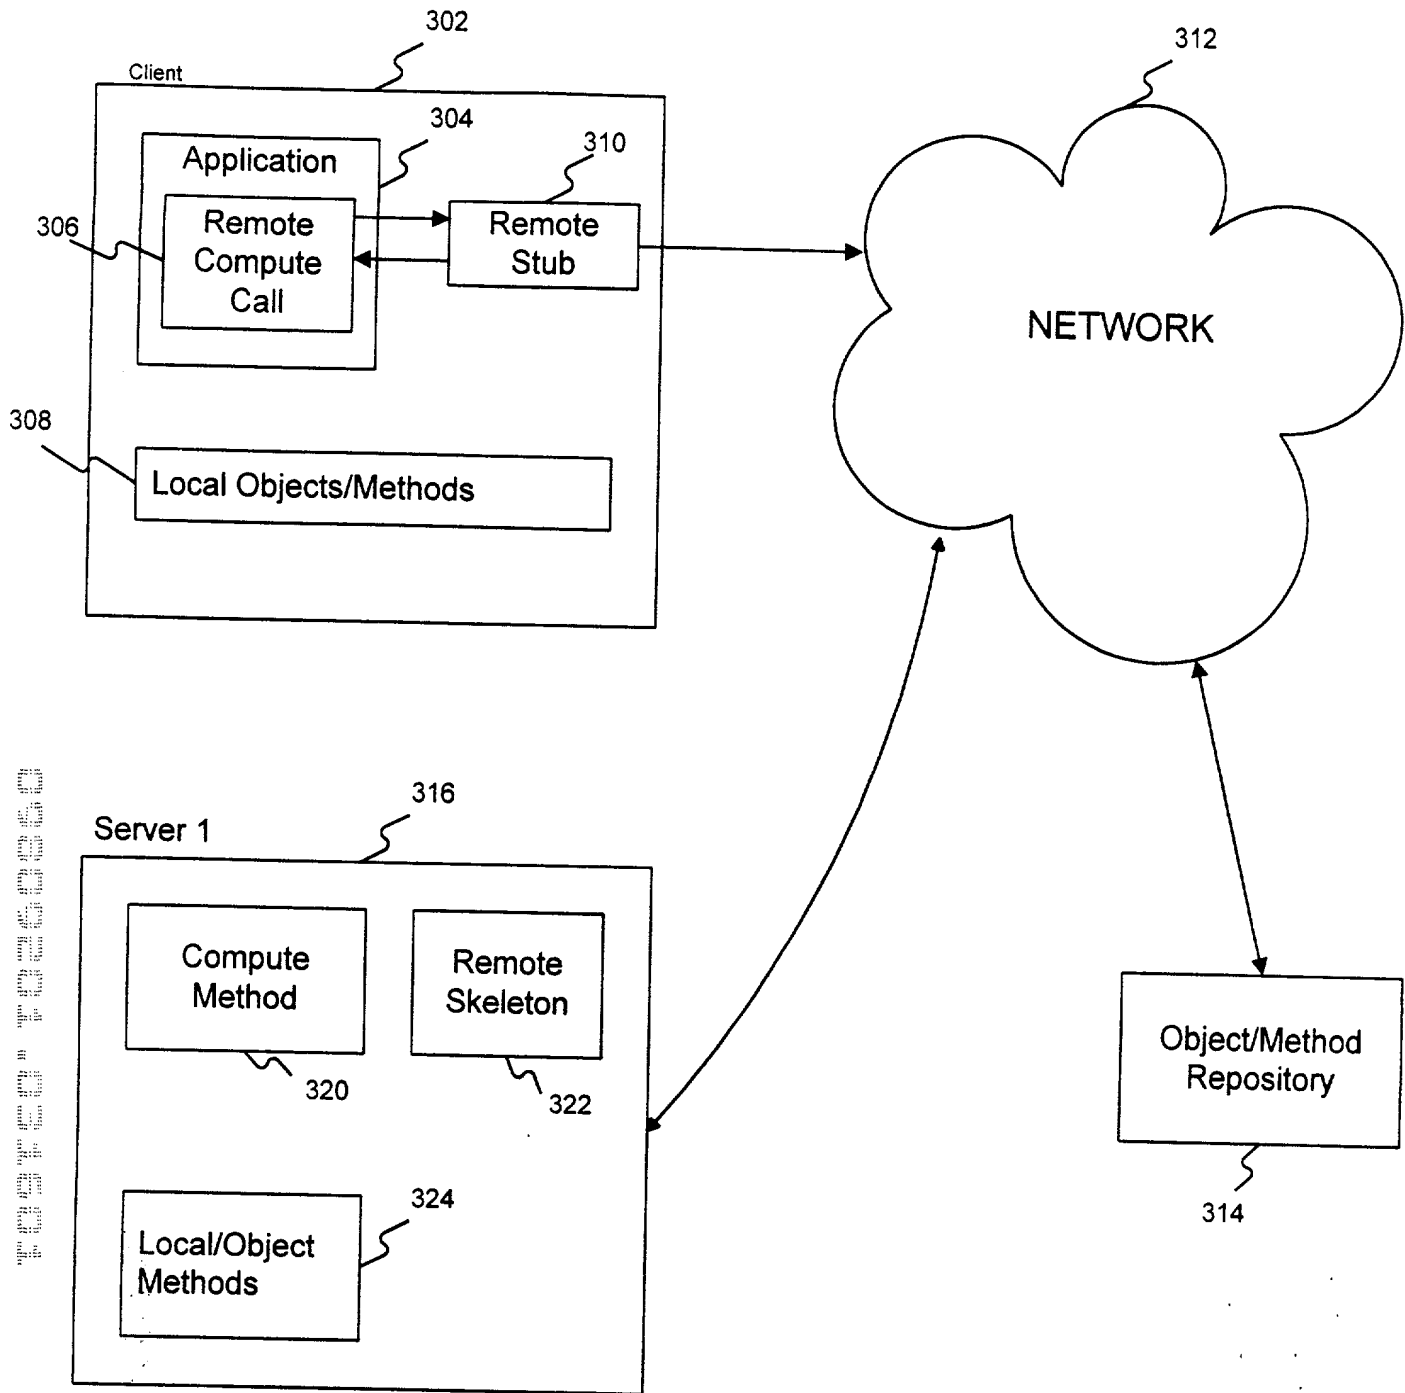 302
312
Client
304
Application
310
306
Remote
Compute
Call
Remote
Stub
NETWORK
308
Local Objects/Methods
316
Server 1
Compute
Method
Remote
Skeleton
320
322
Object/Method
Repository
314
324
Local/Object
Methods